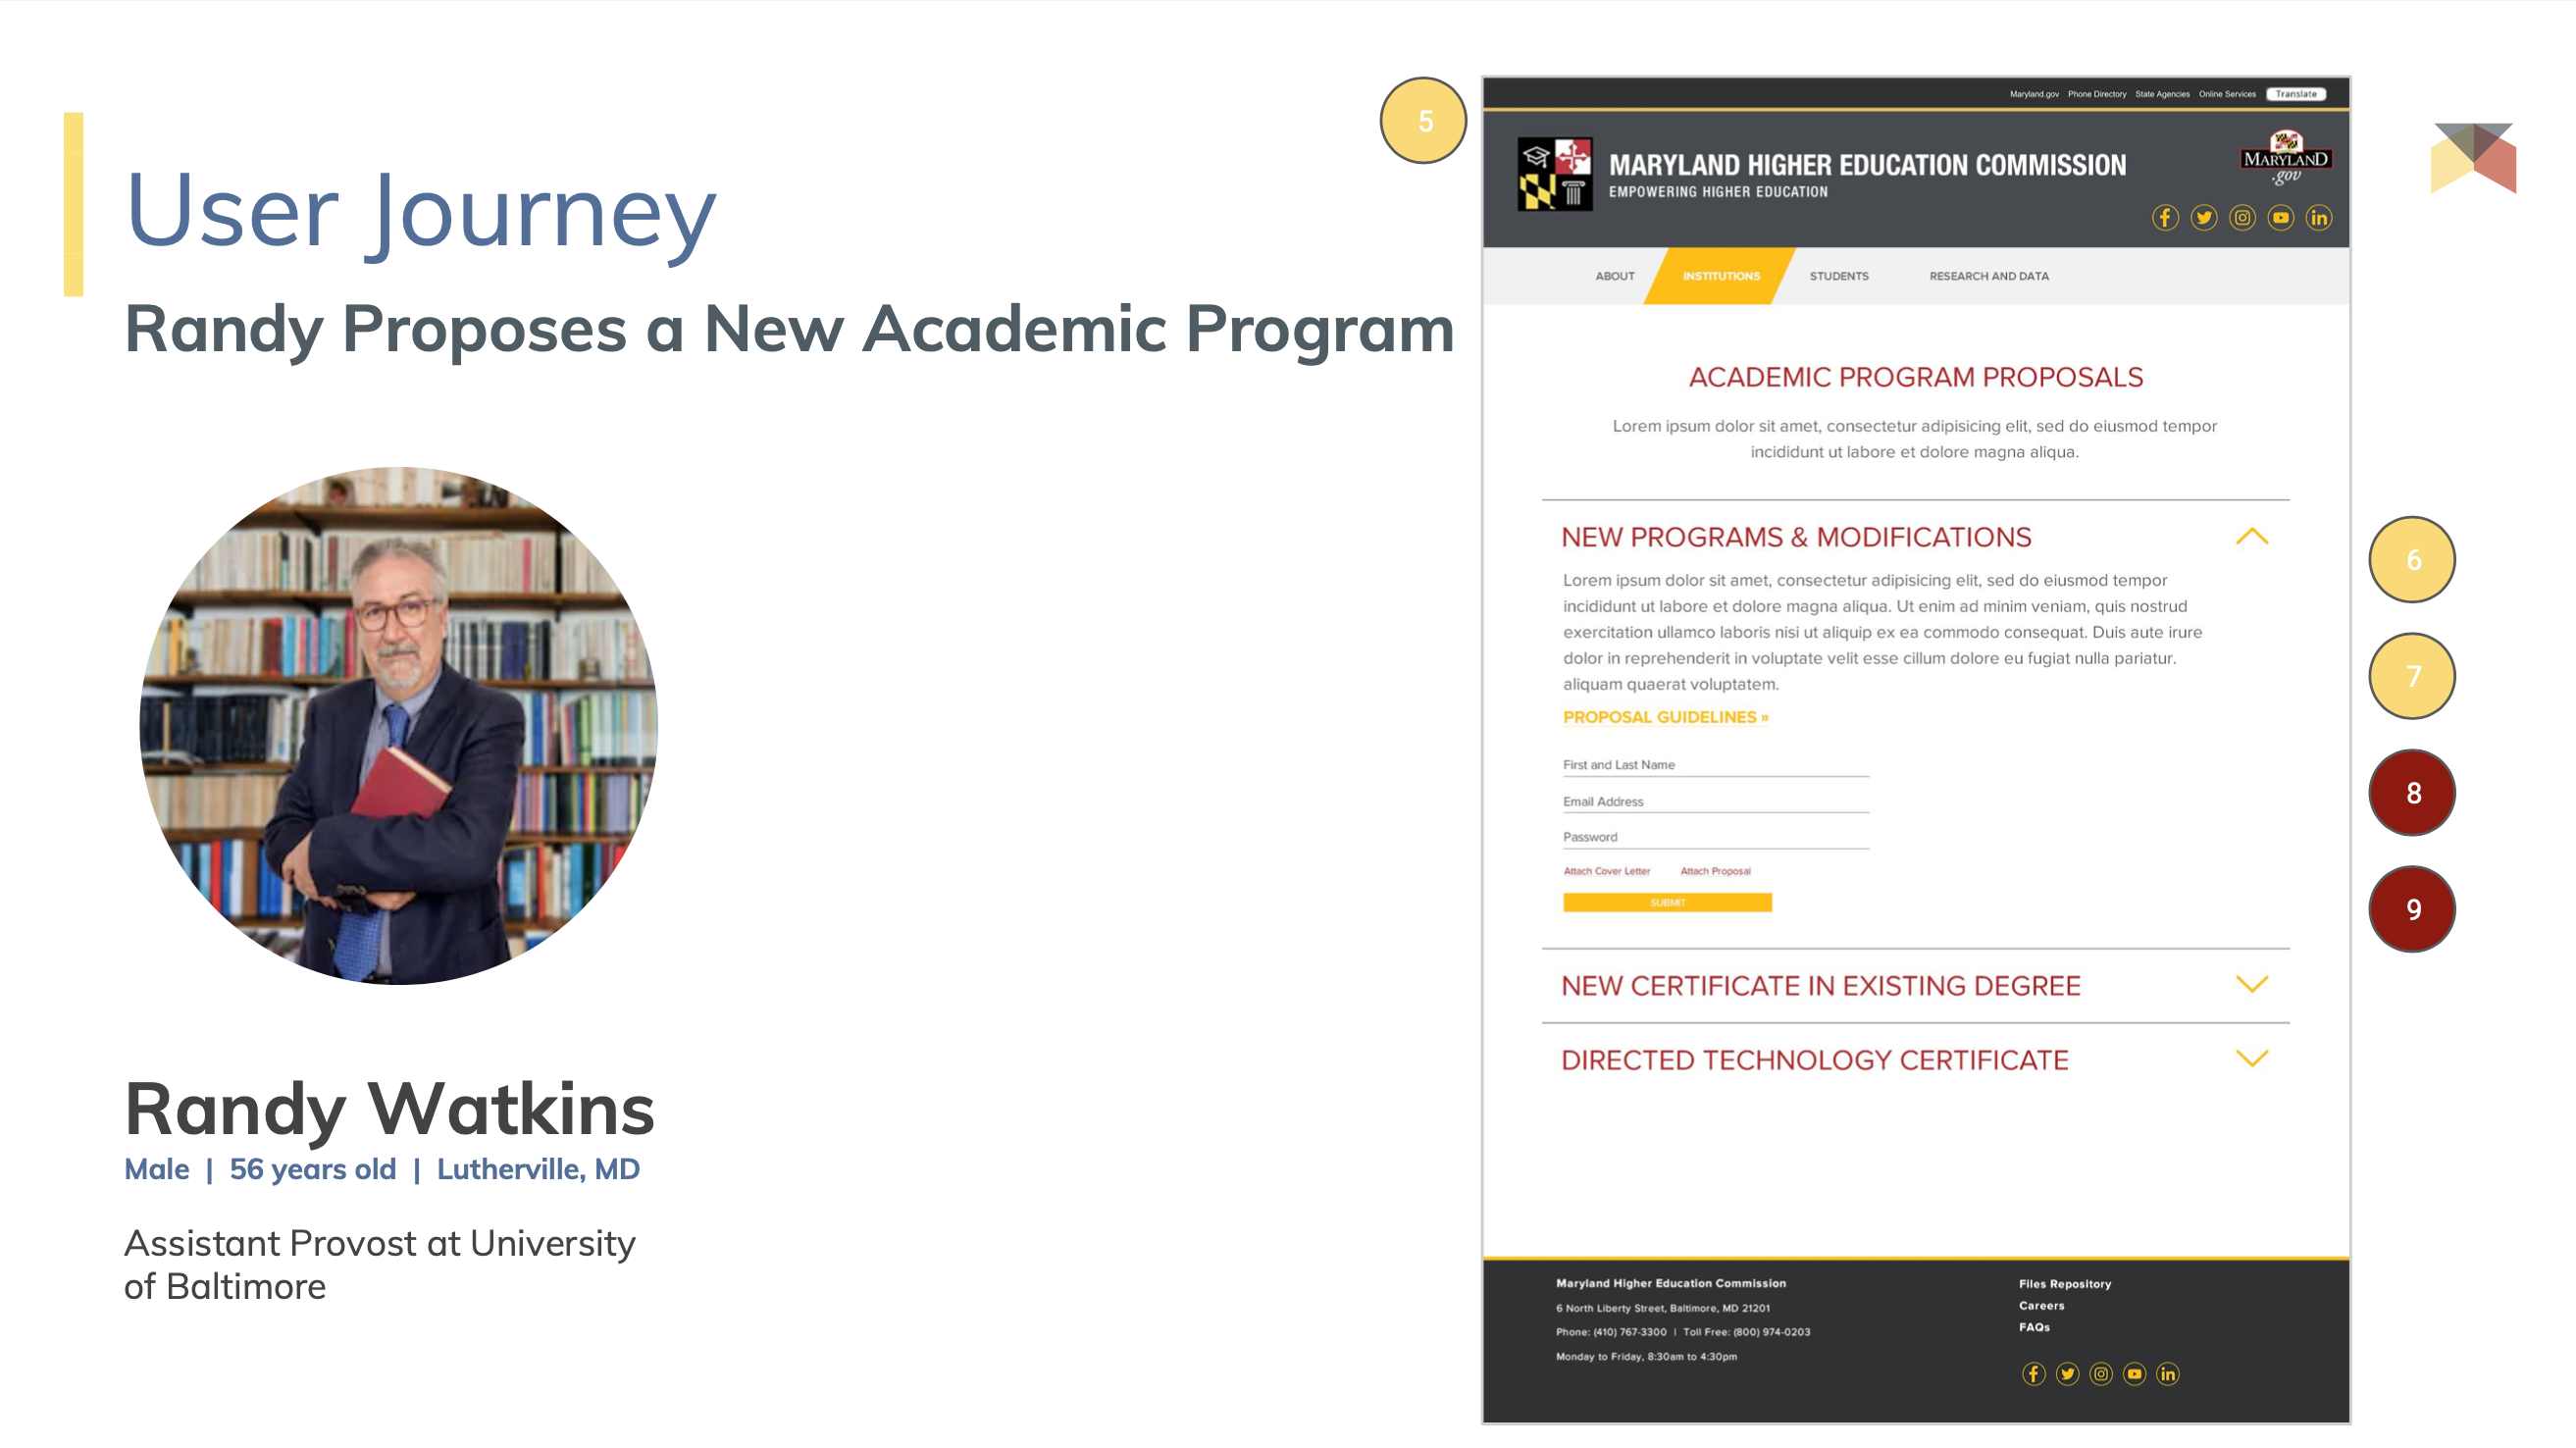 User Journey
Randy Proposes a New Academic Program
Randy Watkins
Male | 56 years old | Lutherville, MD
Assistant Provost at University
of Baltimore
5
Maryland.gov Phone Directory State Agencies Online Services Translate
MARYLAND HIGHER EDUCATION COMMISSION
EMPOWERING HIGHER EDUCATION
MARYLAND
.gov
ABOUT INSTITUTIONS STUDENTS RESEARCH AND DATA
ACADEMIC PROGRAM PROPOSALS
Lorem ipsum dolor sit amet, consectetur adipisicing elit, sed do eiusmod tempor
incididunt ut labore et dolore magna aliqua.
NEW PROGRAMS & MODIFICATIONS
Lorem ipsum dolor sit amet, consectetur adipisicing elit, sed do eiusmod tempor
incididunt ut labore et dolore magna aliqua. Ut enim ad minim veniam, quis nostrud
exercitation ullamco laboris nisi ut aliquip ex ea commodo consequat. Duis aute irure
dolor in reprehenderit in voluptate velit esse cillum dolore eu fugiat nulla pariatur.
aliquam quaerat voluptatem.
PROPOSAL GUIDELINES »
First and Last Name
Email Address
Password
Attach Cover Letter Attach Proposal
SUBMIT
NEW CERTIFICATE IN EXISTING DEGREE
DIRECTED TECHNOLOGY CERTIFICATE
Maryland Higher Education Commission
6 North Liberty Street, Baltimore, MD 21201
Phone: (410) 767-3300 | Toll Free: (800) 974-0203
Monday to Friday, 8:30am to 4:30pm
Files Repository
Careers
FAQs
6
7
8
9